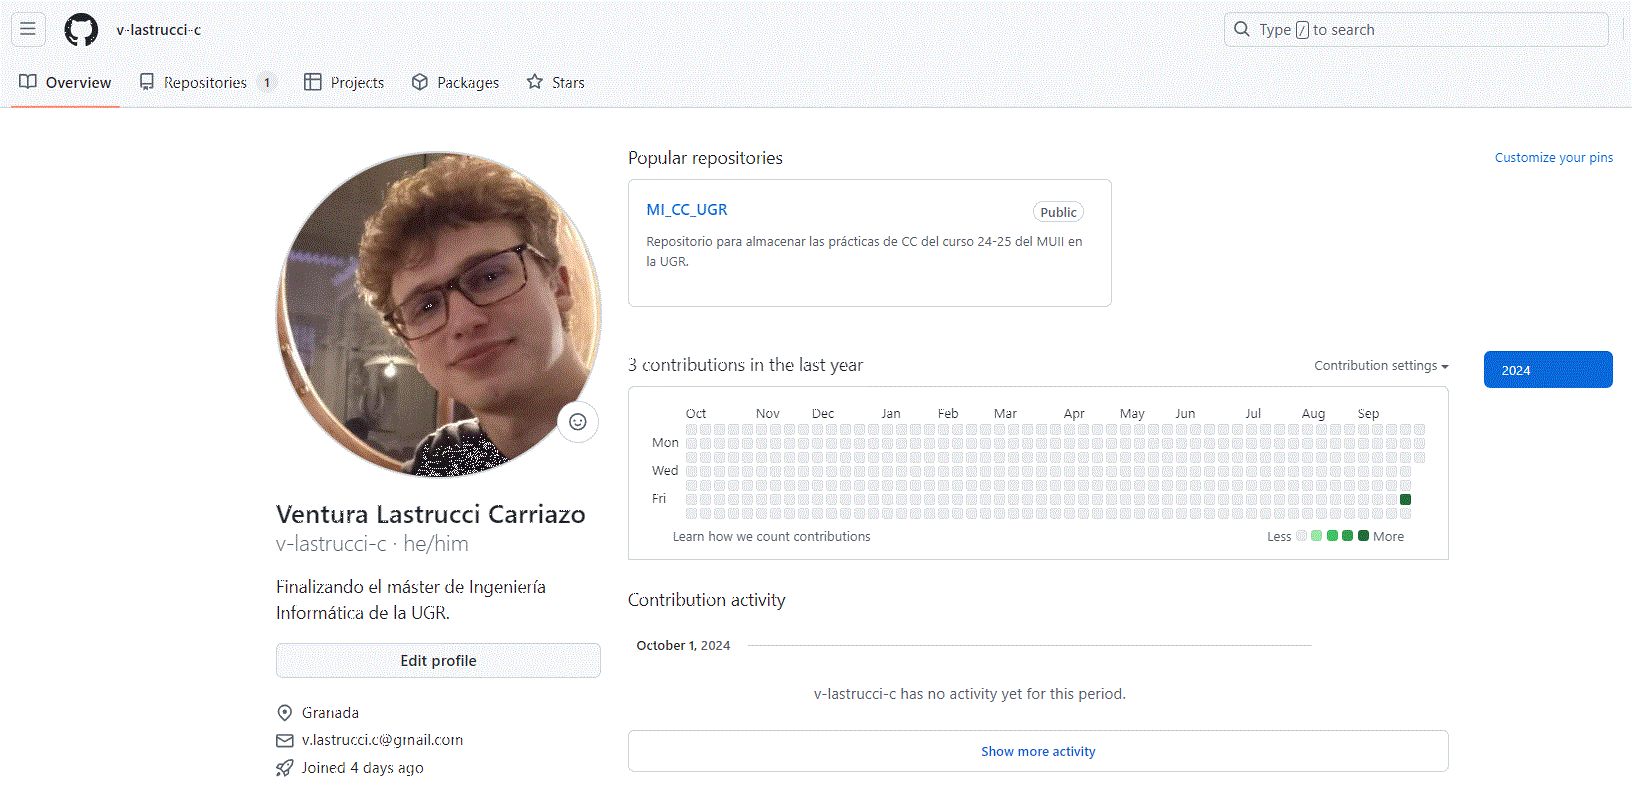 v-lastrucci-c
Type / to search
Overview
Repositories 1
Projects
Packages
Stars
Popular repositories
Customize your pins
MI_CC_UGR
Public
Repositorio para almacenar las prácticas de CC del curso 24-25 del MUII en
la UGR.
3 contributions in the last year
Contribution settings
2024
Oct Nov Dec Jan Feb Mar Apr May Jun Jul Aug Sep
Mon
Wed
Fri
Learn how we count contributions
Less More
Ventura Lastrucci Carriazo
v-lastrucci-c · he/him
Finalizando el máster de Ingeniería
Informática de la UGR.
Edit profile
Granada
v.lastrucci.c@gmail.com
Joined 4 days ago
Contribution activity
October 1, 2024
v-lastrucci-c has no activity yet for this period.
Show more activity